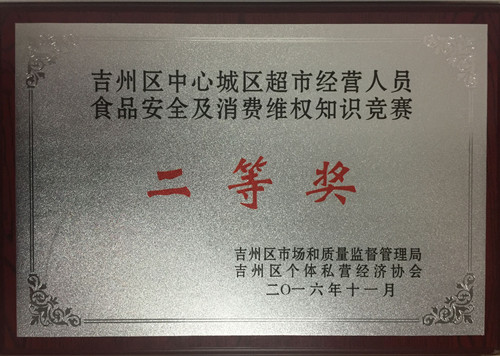 吉州区中心城区超市经营人员
食品安全及消费维权知识竞赛
二等奖
吉州区市场和质量监督管理局
吉州区个体私营经济协会
二〇一六年十一月